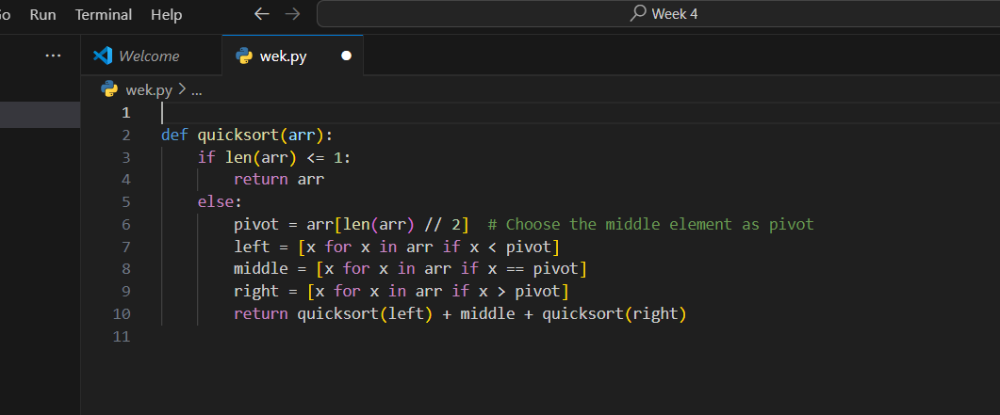 o Run Terminal Help ← → Week 4
... Welcome wek.py ●
wek.py > ...
1
2 def quicksort(arr):
3     if len(arr) <= 1:
4         return arr
5     else:
6         pivot = arr[len(arr) // 2]  # Choose the middle element as pivot
7         left = [x for x in arr if x < pivot]
8         middle = [x for x in arr if x == pivot]
9         right = [x for x in arr if x > pivot]
10         return quicksort(left) + middle + quicksort(right)
11